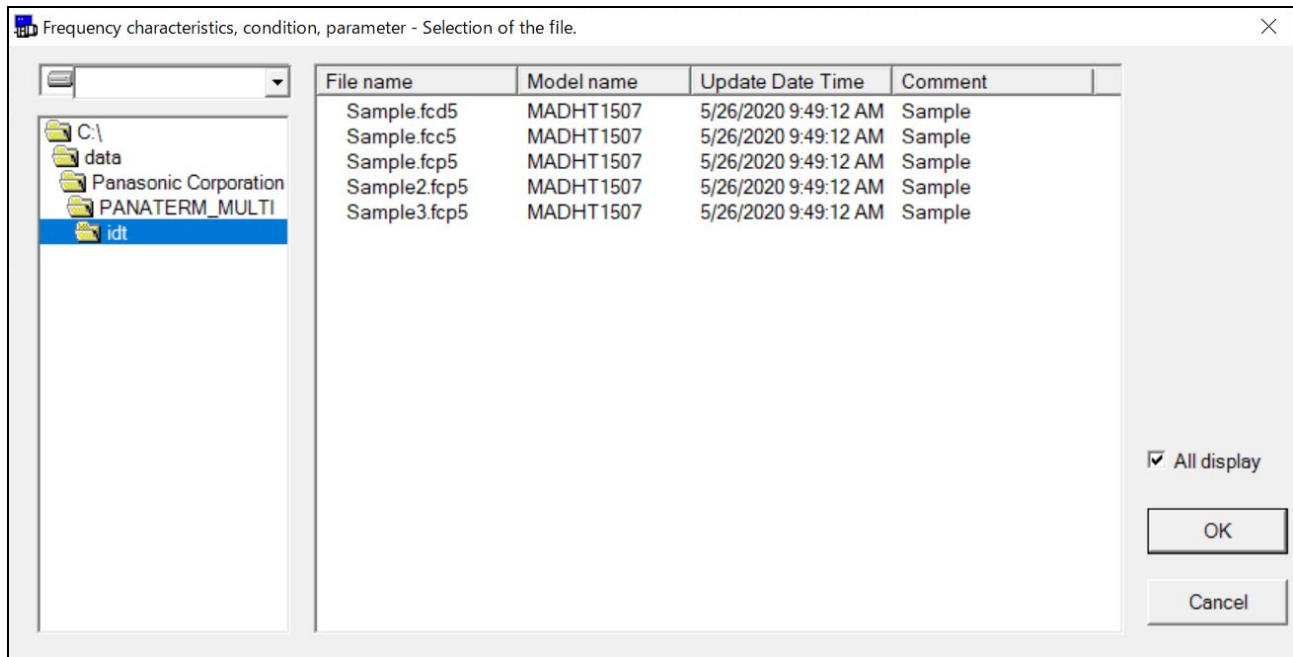 Frequency characteristics, condition, parameter - Selection of the file.
File name Model name Update Date Time Comment
C:\
data
Panasonic Corporation
PANATERM_MULTI
idt
Sample.fcd5 MADHT1507 5/26/2020 9:49:12 AM Sample
Sample.fcc5 MADHT1507 5/26/2020 9:49:12 AM Sample
Sample.fcp5 MADHT1507 5/26/2020 9:49:12 AM Sample
Sample2.fcp5 MADHT1507 5/26/2020 9:49:12 AM Sample
Sample3.fcp5 MADHT1507 5/26/2020 9:49:12 AM Sample
All display
OK
Cancel